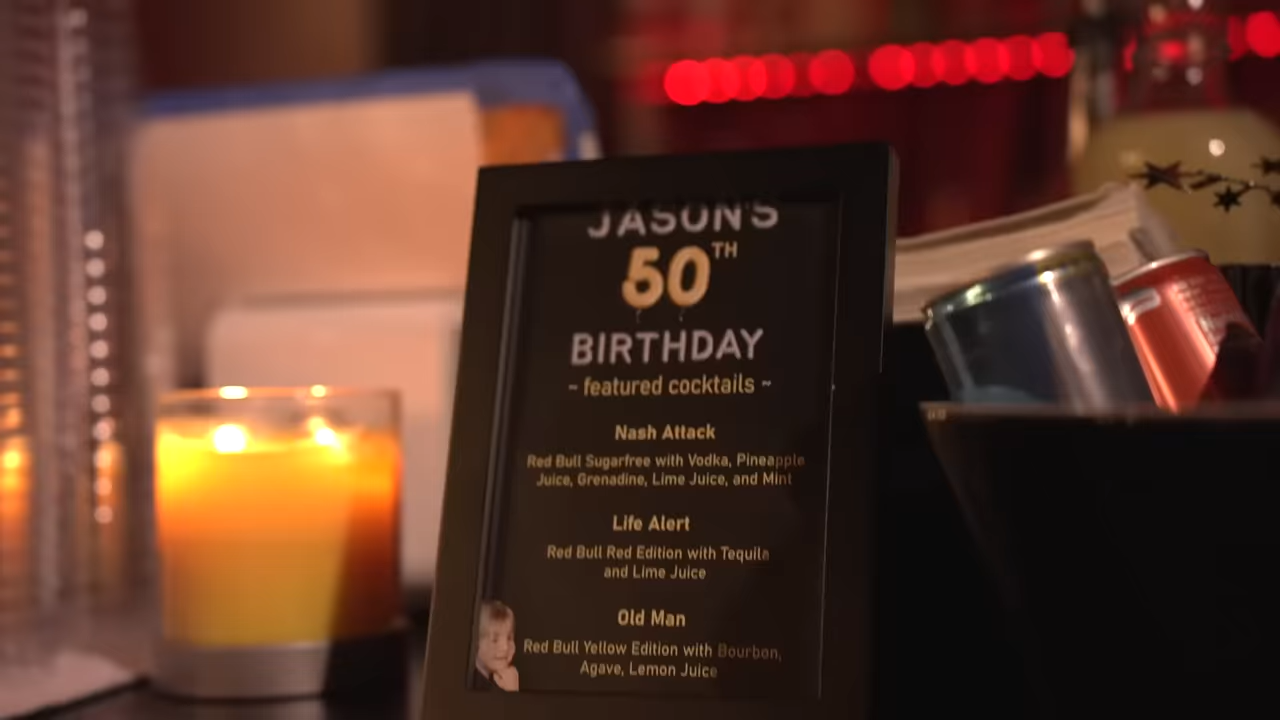 JASON'S
50TH
BIRTHDAY
~ featured cocktails ~
Nash Attack
Red Bull Sugarfree with Vodka, Pineapple
Juice, Grenadine, Lime Juice, and Mint
Life Alert
Red Bull Red Edition with Tequila
and Lime Juice
Old Man
Red Bull Yellow Edition with Bourbon,
Agave, Lemon Juice